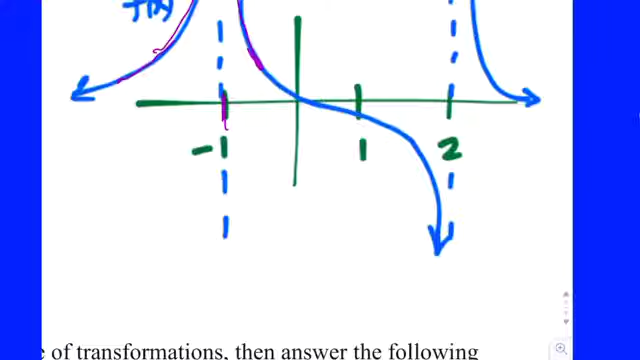 f(x)
-1 1 2
e of transformations, then answer the following